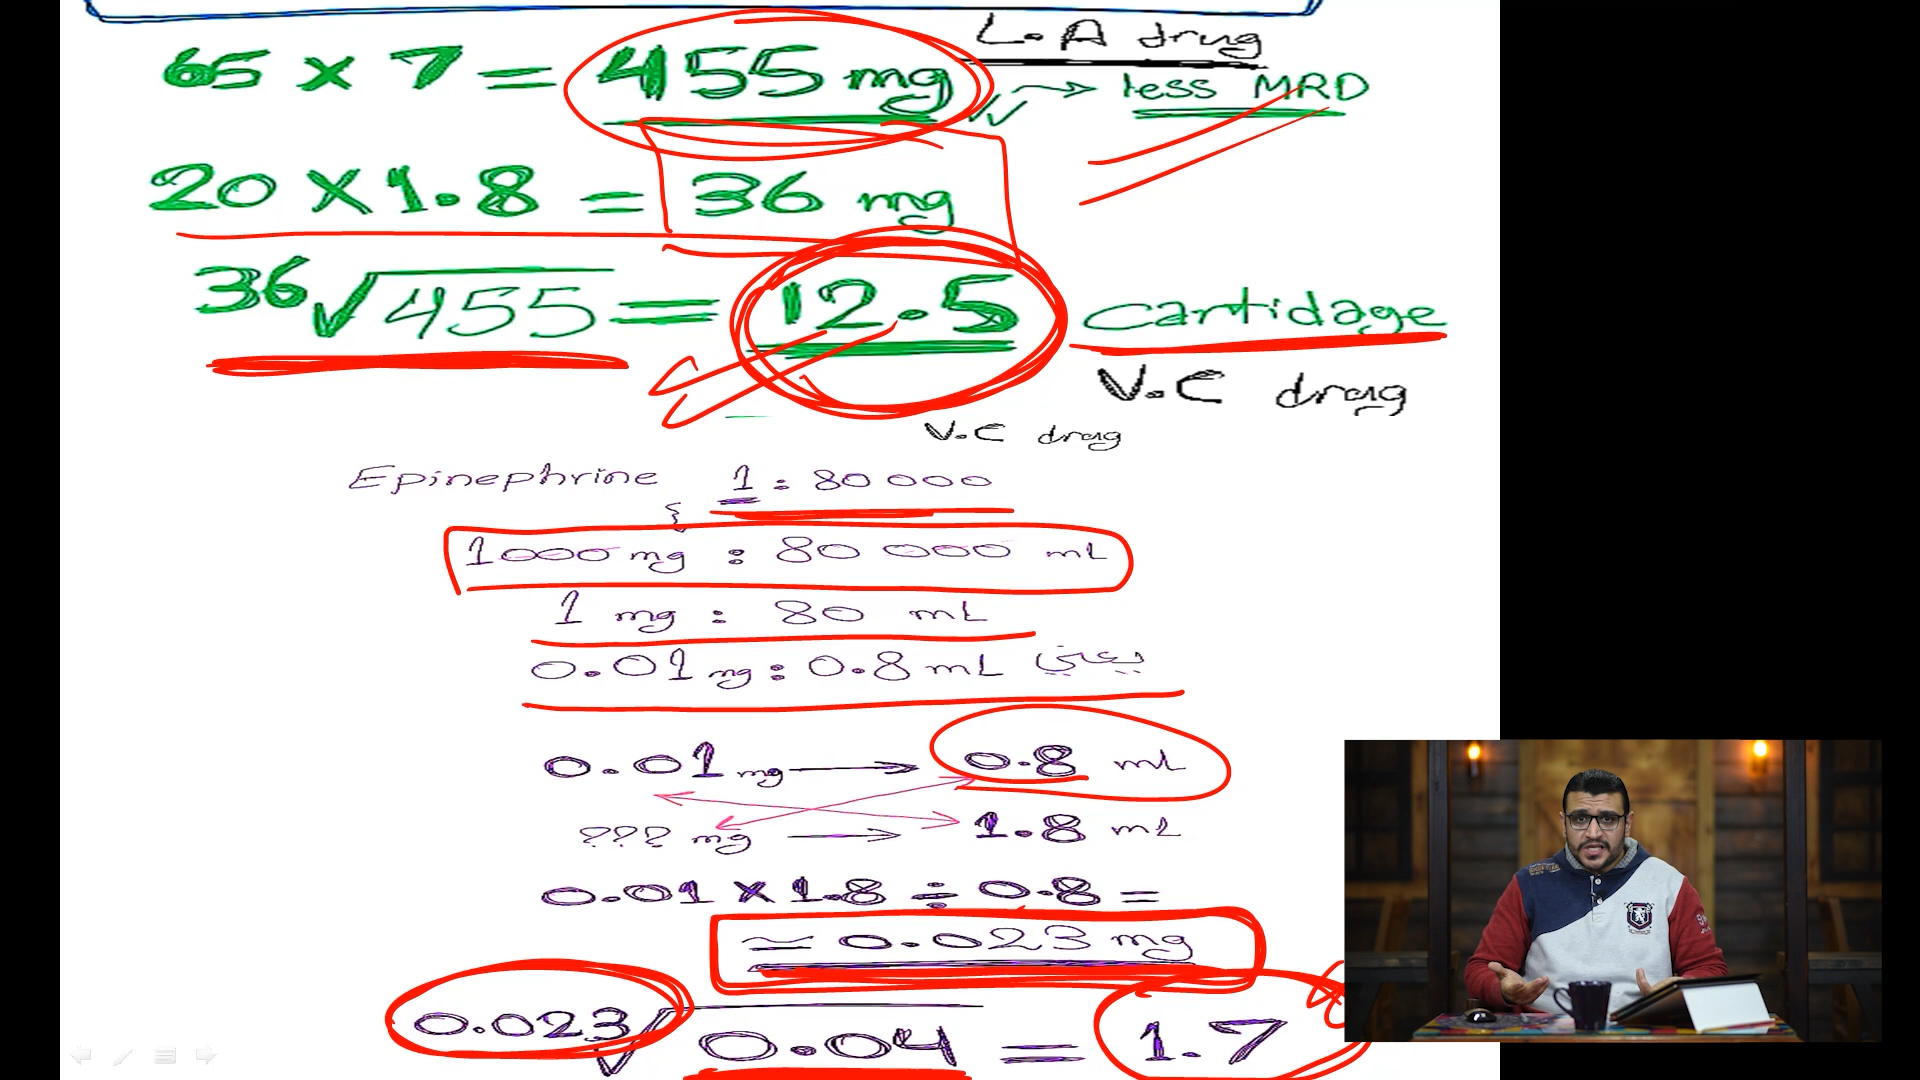 L.A drug
65 x 7 = 455 mg → less MRD
20 x 1.8 = 36 mg
36√455 = 12.5 cartidage
V.C drag
V.C drag
Epinephrine 1 : 80 000
1000 mg : 80 000 mL
1 mg : 80 mL
0.01 mg : 0.8 mL يعني
0.01 mg → 0.8 mL
??? mg → 1.8 mL
0.01 x 1.8 ÷ 0.8 =
≃ 0.023 mg
0.023√0.04 = 1.7